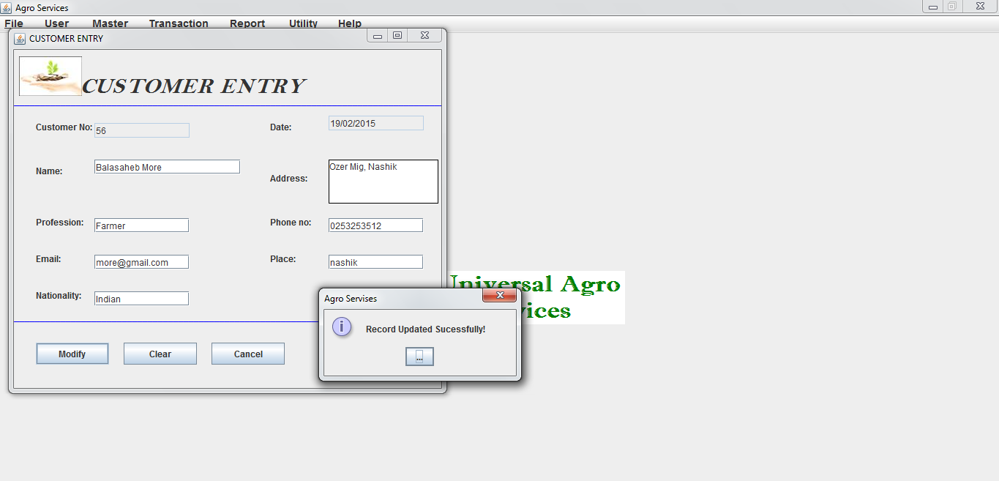 Agro Services
File User Master Transaction Report Utility Help
CUSTOMER ENTRY
CUSTOMER ENTRY
Customer No: 56
Date: 19/02/2015
Name: Balasaheb More
Address: Ozer Mig, Nashik
Profession: Farmer
Phone no: 0253253512
Email: more@gmail.com
Place: nashik
Nationality: Indian
Universal Agro
vices
Agro Servises
Record Updated Sucessfully!
...
Modify Clear Cancel